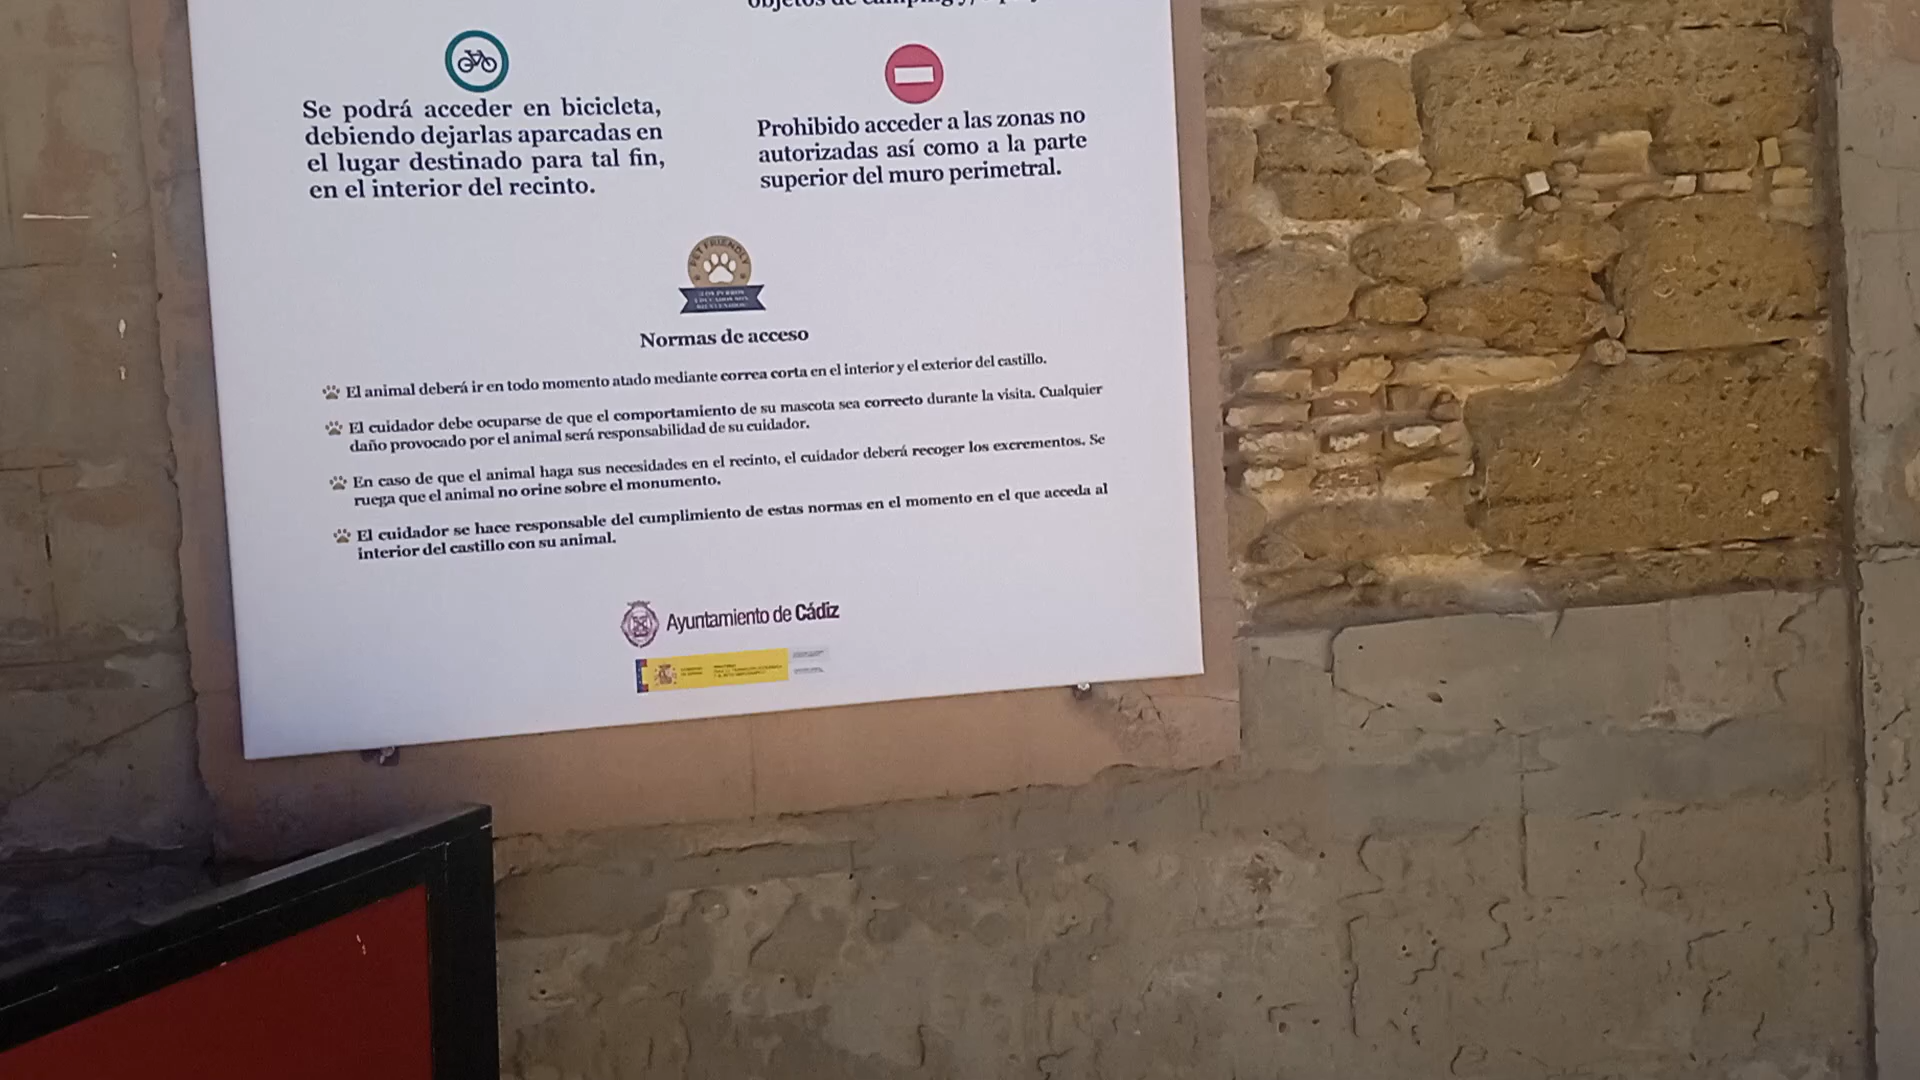 objetos de camping y/
Se podrá acceder en bicicleta,
debiendo dejarlas aparcadas en
el lugar destinado para tal fin,
en el interior del recinto.
Prohibido acceder a las zonas no
autorizadas así como a la parte
superior del muro perimetral.
PET FRIENDLY
Normas de acceso
El animal deberá ir en todo momento atado mediante correa corta en el interior y el exterior del castillo.
El cuidador debe ocuparse de que el comportamiento de su mascota sea correcto durante la visita. Cualquier
daño provocado por el animal será responsabilidad de su cuidador.
En caso de que el animal haga sus necesidades en el recinto, el cuidador deberá recoger los excrementos. Se
ruega que el animal no orine sobre el monumento.
El cuidador se hace responsable del cumplimiento de estas normas en el momento en el que acceda al
interior del castillo con su animal.
Ayuntamiento de Cádiz